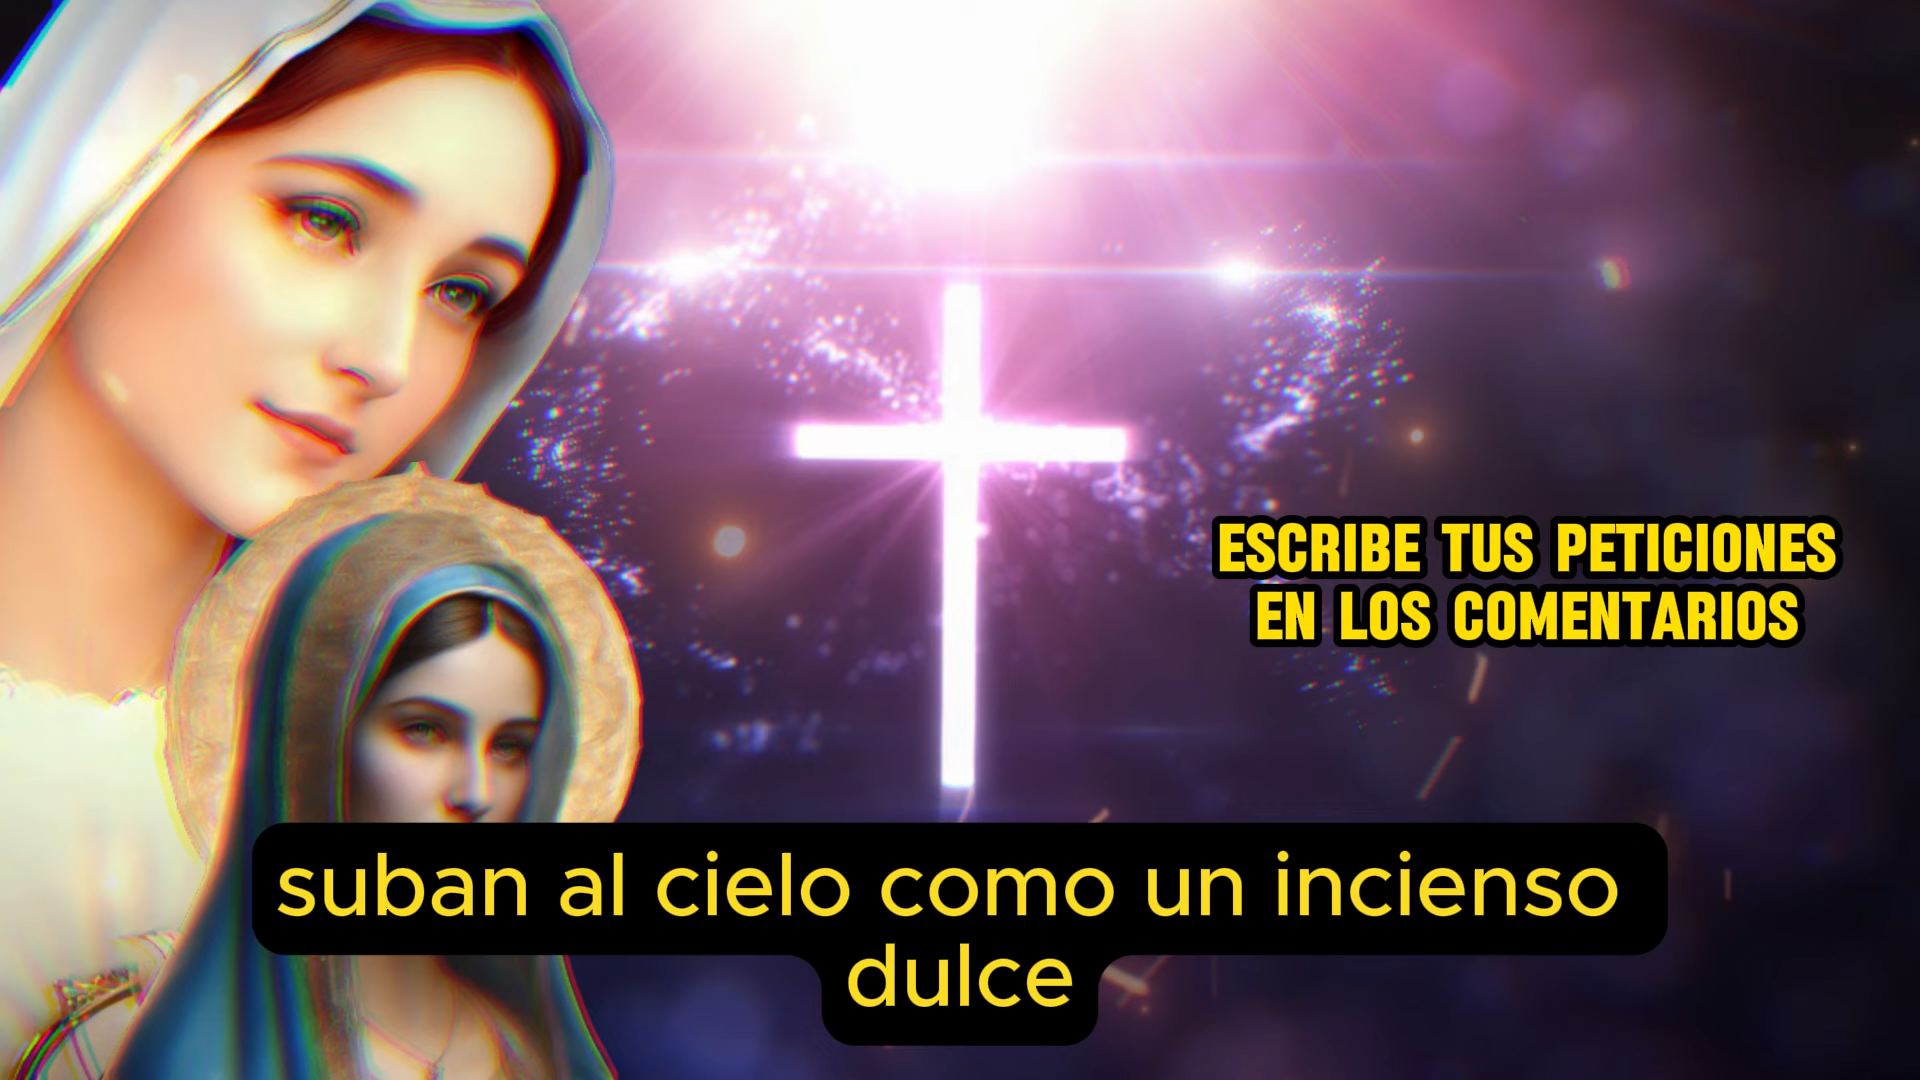 ESCRIBE TUS PETICIONES
EN LOS COMENTARIOS
suban al cielo como un incienso
dulce